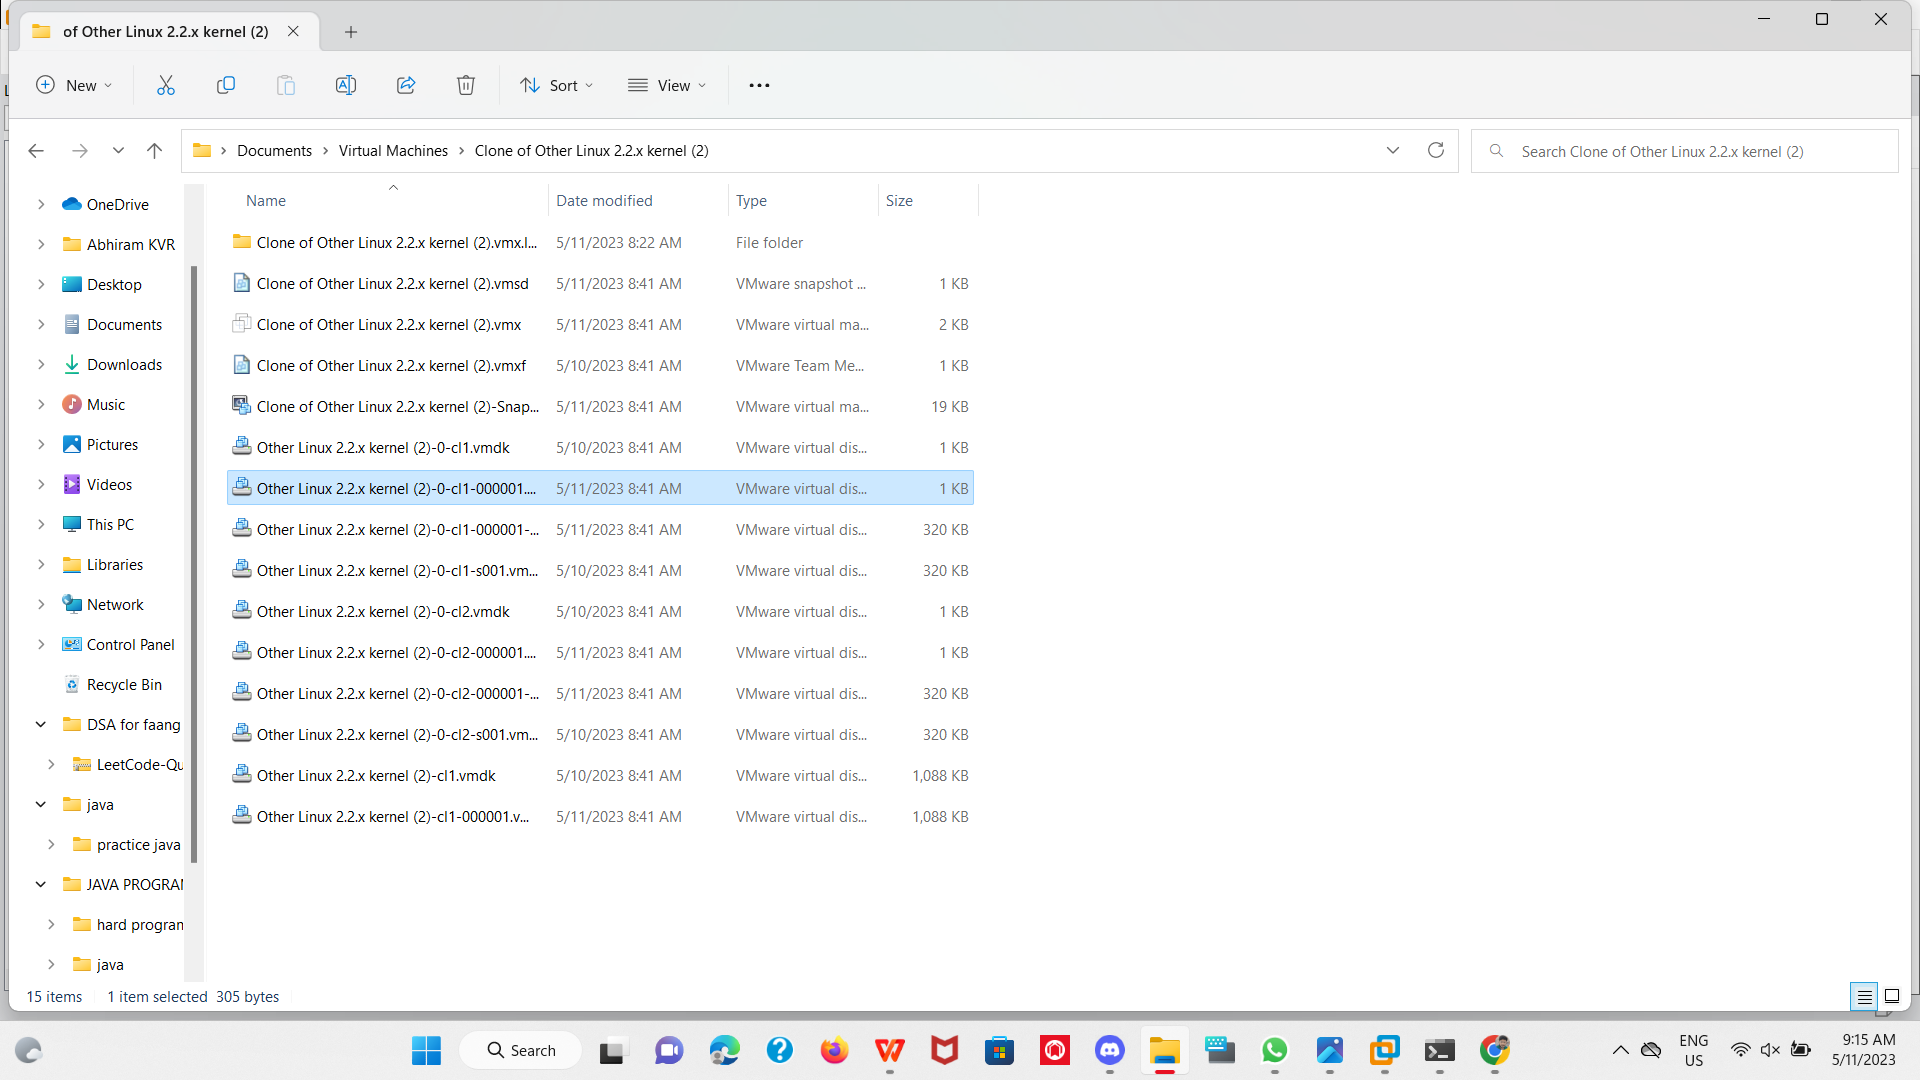 of Other Linux 2.2.x kernel (2)
New
Sort
View
Documents > Virtual Machines > Clone of Other Linux 2.2.x kernel (2)
Search Clone of Other Linux 2.2.x kernel (2)
OneDrive
Abhiram KVR
Desktop
Documents
Downloads
Music
Pictures
Videos
This PC
Libraries
Network
Control Panel
Recycle Bin
DSA for faang
LeetCode-Qu
java
practice java
JAVA PROGRAM
hard program
java
Name Date modified Type Size
Clone of Other Linux 2.2.x kernel (2).vmx.l... 5/11/2023 8:22 AM File folder
Clone of Other Linux 2.2.x kernel (2).vmsd 5/11/2023 8:41 AM VMware snapshot ... 1 KB
Clone of Other Linux 2.2.x kernel (2).vmx 5/11/2023 8:41 AM VMware virtual ma... 2 KB
Clone of Other Linux 2.2.x kernel (2).vmxf 5/10/2023 8:41 AM VMware Team Me... 1 KB
Clone of Other Linux 2.2.x kernel (2)-Snap... 5/11/2023 8:41 AM VMware virtual ma... 19 KB
Other Linux 2.2.x kernel (2)-0-cl1.vmdk 5/10/2023 8:41 AM VMware virtual dis... 1 KB
Other Linux 2.2.x kernel (2)-0-cl1-000001.... 5/11/2023 8:41 AM VMware virtual dis... 1 KB
Other Linux 2.2.x kernel (2)-0-cl1-000001-... 5/11/2023 8:41 AM VMware virtual dis... 320 KB
Other Linux 2.2.x kernel (2)-0-cl1-s001.vm... 5/10/2023 8:41 AM VMware virtual dis... 320 KB
Other Linux 2.2.x kernel (2)-0-cl2.vmdk 5/10/2023 8:41 AM VMware virtual dis... 1 KB
Other Linux 2.2.x kernel (2)-0-cl2-000001.... 5/11/2023 8:41 AM VMware virtual dis... 1 KB
Other Linux 2.2.x kernel (2)-0-cl2-000001-... 5/11/2023 8:41 AM VMware virtual dis... 320 KB
Other Linux 2.2.x kernel (2)-0-cl2-s001.vm... 5/10/2023 8:41 AM VMware virtual dis... 320 KB
Other Linux 2.2.x kernel (2)-cl1.vmdk 5/10/2023 8:41 AM VMware virtual dis... 1,088 KB
Other Linux 2.2.x kernel (2)-cl1-000001.v... 5/11/2023 8:41 AM VMware virtual dis... 1,088 KB
15 items 1 item selected 305 bytes
Search
ENG
US
9:15 AM
5/11/2023